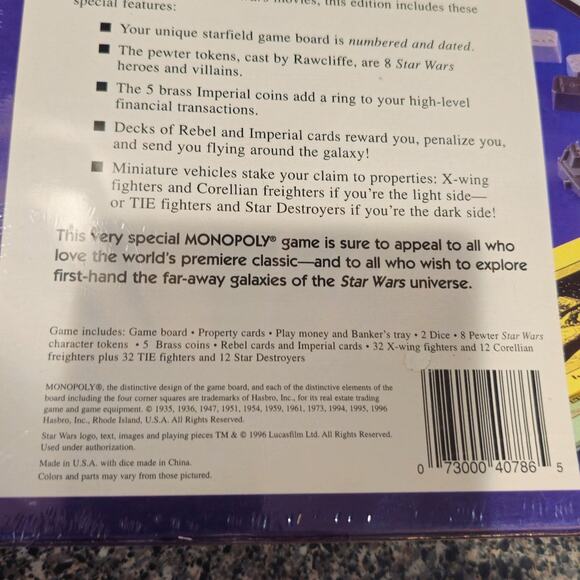 special features:
movies, this edition includes these
■ Your unique starfield game board is numbered and dated.
■ The pewter tokens, cast by Rawcliffe, are 8 Star Wars
heroes and villains.
■ The 5 brass Imperial coins add a ring to your high-level
financial transactions.
■ Decks of Rebel and Imperial cards reward you, penalize you,
and send you flying around the galaxy!
■ Miniature vehicles stake your claim to properties: X-wing
fighters and Corellian freighters if you're the light side—
or TIE fighters and Star Destroyers if you're the dark side!
This very special MONOPOLY® game is sure to appeal to all who
love the world's premiere classic—and to all who wish to explore
first-hand the far-away galaxies of the Star Wars universe.
Game includes: Game board • Property cards • Play money and Banker's tray • 2 Dice • 8 Pewter Star Wars
character tokens • 5 Brass coins • Rebel cards and Imperial cards • 32 X-wing fighters and 12 Corellian
freighters plus 32 TIE fighters and 12 Star Destroyers
MONOPOLY®, the distinctive design of the game board, and each of the distinctive elements of the
board including the four corner squares are trademarks of Hasbro, Inc., for its real estate trading
game and game equipment. © 1935, 1936, 1947, 1951, 1954, 1959, 1961, 1973, 1994, 1995, 1996
Hasbro, Inc., Rhode Island, U.S.A. All Rights Reserved.
Star Wars logo, text, images and playing pieces TM & © 1996 Lucasfilm Ltd. All Rights Reserved.
Used under authorization.
Made in U.S.A. with dice made in China.
Colors and parts may vary from those pictured.
0 73000 40786 5